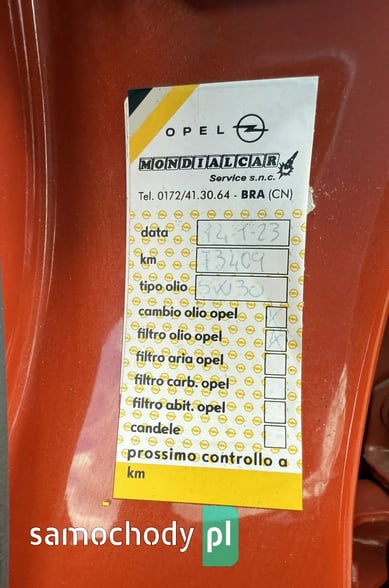 OPEL
MONDIALCAR
Service s.n.c.
Tel. 0172/41.30.64 - BRA (CN)
data 14-1-23
km 73409
tipo olio 5W30
cambio olio opel X
filtro olio opel X
filtro aria opel
filtro carb. opel
filtro abit. opel
candele
prossimo controllo a
km
samochody pl